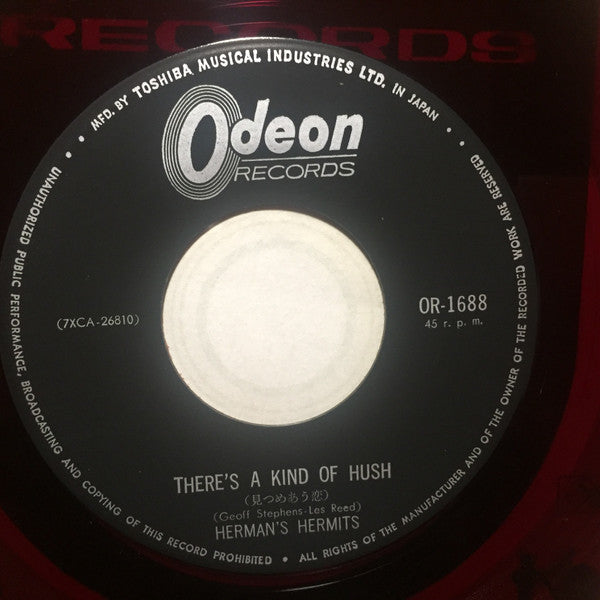 RECORDS
MFD. BY TOSHIBA MUSICAL INDUSTRIES LTD. IN JAPAN
Odeon
RECORDS
(7XCA-26810)
OR-1688
45 r. p. m.
THERE'S A KIND OF HUSH
(見つめあう恋)
(Geoff Stephens-Les Reed)
HERMAN'S HERMITS
UNAUTHORIZED PUBLIC PERFORMANCE, BROADCASTING AND COPYING OF THIS RECORD PROHIBITED • ALL RIGHTS OF THE MANUFACTURER AND OF THE OWNER OF THE RECORDED WORK ARE RESERVED